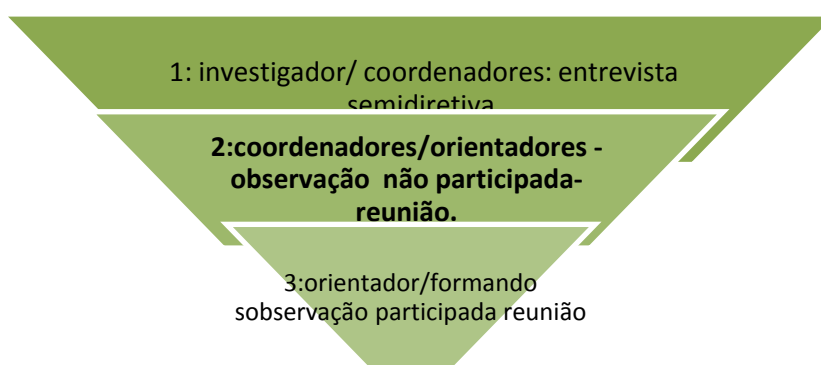 1: investigador/ coordenadores: entrevista
semidiretiva
2:coordenadores/orientadores -
observação não participada-
reunião.
3:orientador/formando
sobservação participada reunião